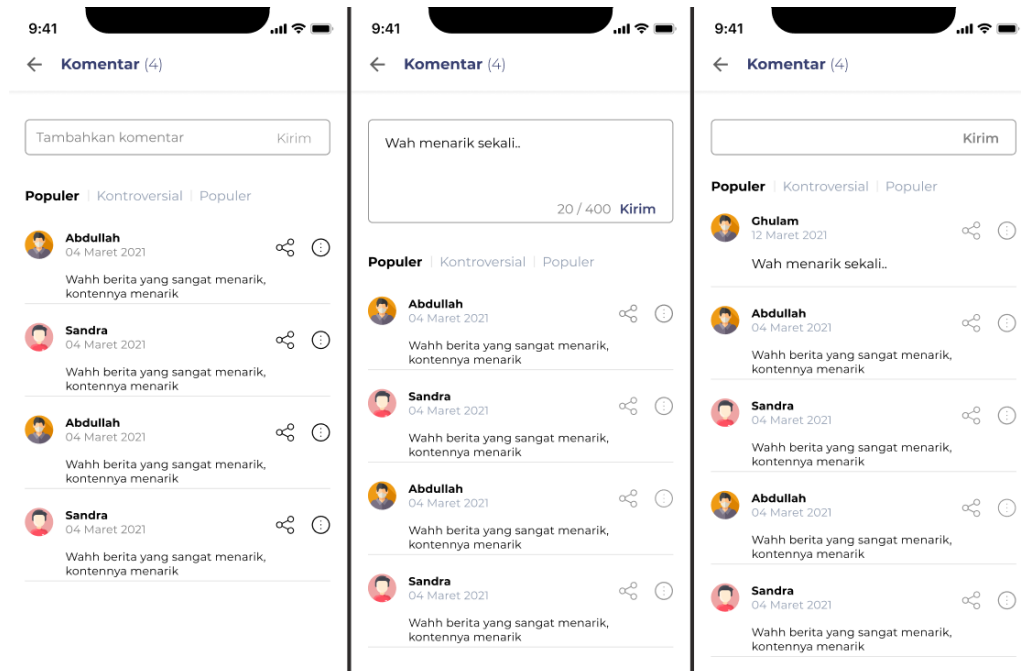 9:41
Komentar (4)
Tambahkan komentar Kirim
Populer Kontroversial Populer
Abdullah
04 Maret 2021
Wahh berita yang sangat menarik,
kontennya menarik
Sandra
04 Maret 2021
Wahh berita yang sangat menarik,
kontennya menarik
Abdullah
04 Maret 2021
Wahh berita yang sangat menarik,
kontennya menarik
Sandra
04 Maret 2021
Wahh berita yang sangat menarik,
kontennya menarik
9:41
Komentar (4)
Wah menarik sekali..
20 / 400 Kirim
Populer Kontroversial Populer
Abdullah
04 Maret 2021
Wahh berita yang sangat menarik,
kontennya menarik
Sandra
04 Maret 2021
Wahh berita yang sangat menarik,
kontennya menarik
Abdullah
04 Maret 2021
Wahh berita yang sangat menarik,
kontennya menarik
Sandra
04 Maret 2021
Wahh berita yang sangat menarik,
kontennya menarik
9:41
Komentar (4)
Kirim
Populer Kontroversial Populer
Ghulam
12 Maret 2021
Wah menarik sekali..
Abdullah
04 Maret 2021
Wahh berita yang sangat menarik,
kontennya menarik
Sandra
04 Maret 2021
Wahh berita yang sangat menarik,
kontennya menarik
Abdullah
04 Maret 2021
Wahh berita yang sangat menarik,
kontennya menarik
Sandra
04 Maret 2021
Wahh berita yang sangat menarik,
kontennya menarik